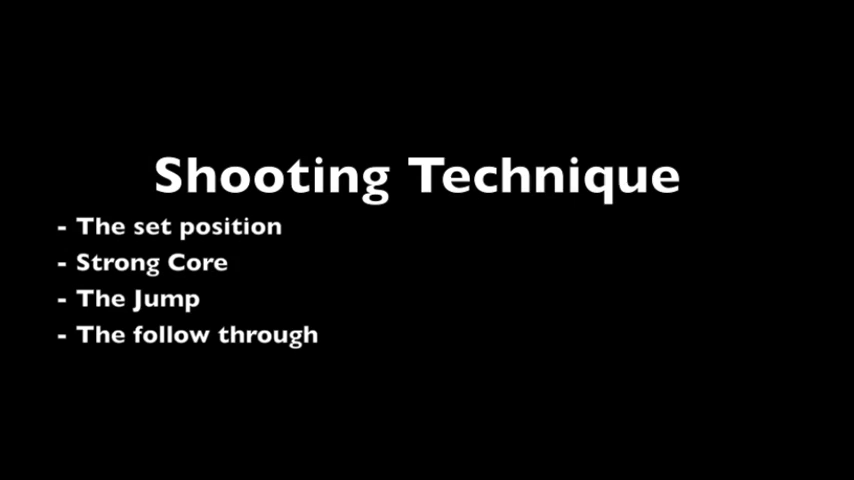 Shooting Technique
- The set position
- Strong Core
- The Jump
- The follow through